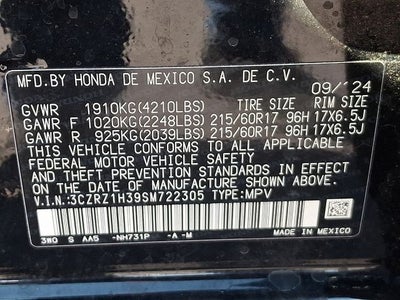 MFD.BY HONDA DE MEXICO S.A. DE C.V.
09/'24
GVWR 1910KG(4210LBS) TIRE SIZE RIM SIZE
GAWR F 1020KG(2248LBS) 215/60R17 96H 17X6.5J
GAWR R 925KG(2039LBS) 215/60R17 96H 17X6.5J
THIS VEHICLE CONFORMS TO ALL APPLICABLE
FEDERAL MOTOR VEHICLE SAFETY
AND THEFT PREVENTION STANDARDS IN EFFECT
ON THE DATE OF MANUFACTURE SHOWN ABOVE.
V.I.N.:3CZRZ1H39SM722305 TYPE:MPV
3WO S AA5 -NH731P -A -M MADE IN MEXICO